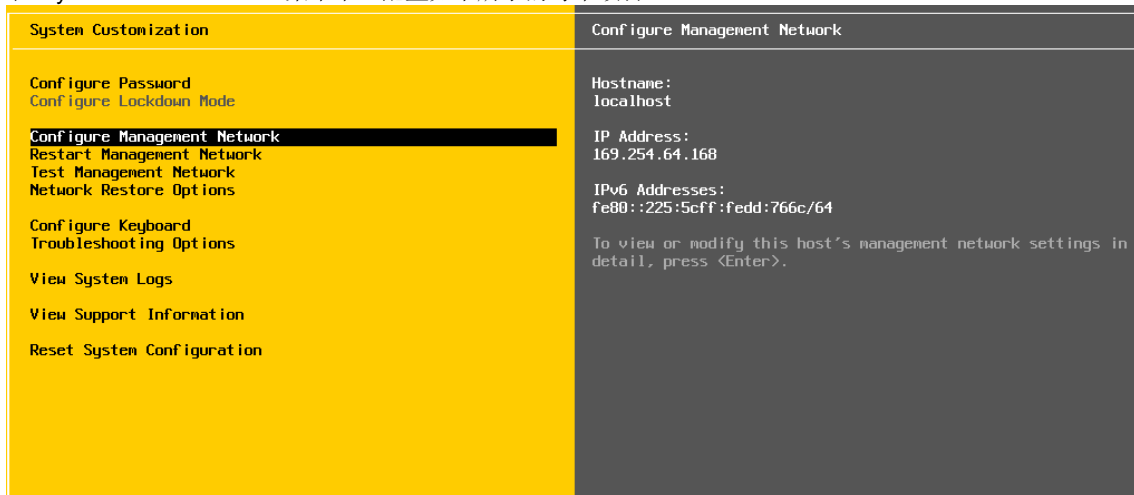 System Customization
Configure Password
Configure Lockdown Mode
Configure Management Network
Restart Management Network
Test Management Network
Network Restore Options
Configure Keyboard
Troubleshooting Options
View System Logs
View Support Information
Reset System Configuration
Configure Management Network
Hostname:
localhost
IP Address:
169.254.64.168
IPv6 Addresses:
fe80::225:5cff:fedd:766c/64
To view or modify this host's management network settings in
detail, press <Enter>.